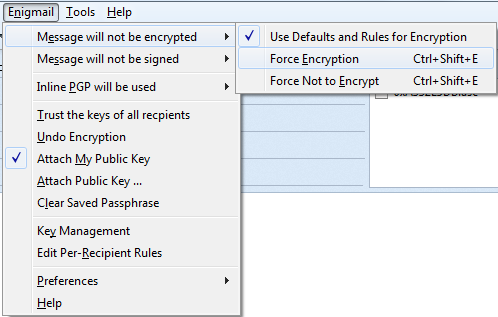 Enigmail Tools Help
Message will not be encrypted
Use Defaults and Rules for Encryption
Message will not be signed
Force Encryption Ctrl+Shift+E
Inline PGP will be used
Force Not to Encrypt Ctrl+Shift+E
Trust the keys of all recipients
Undo Encryption
Attach My Public Key
Attach Public Key ...
Clear Saved Passphrase
Key Management
Edit Per-Recipient Rules
Preferences
Help